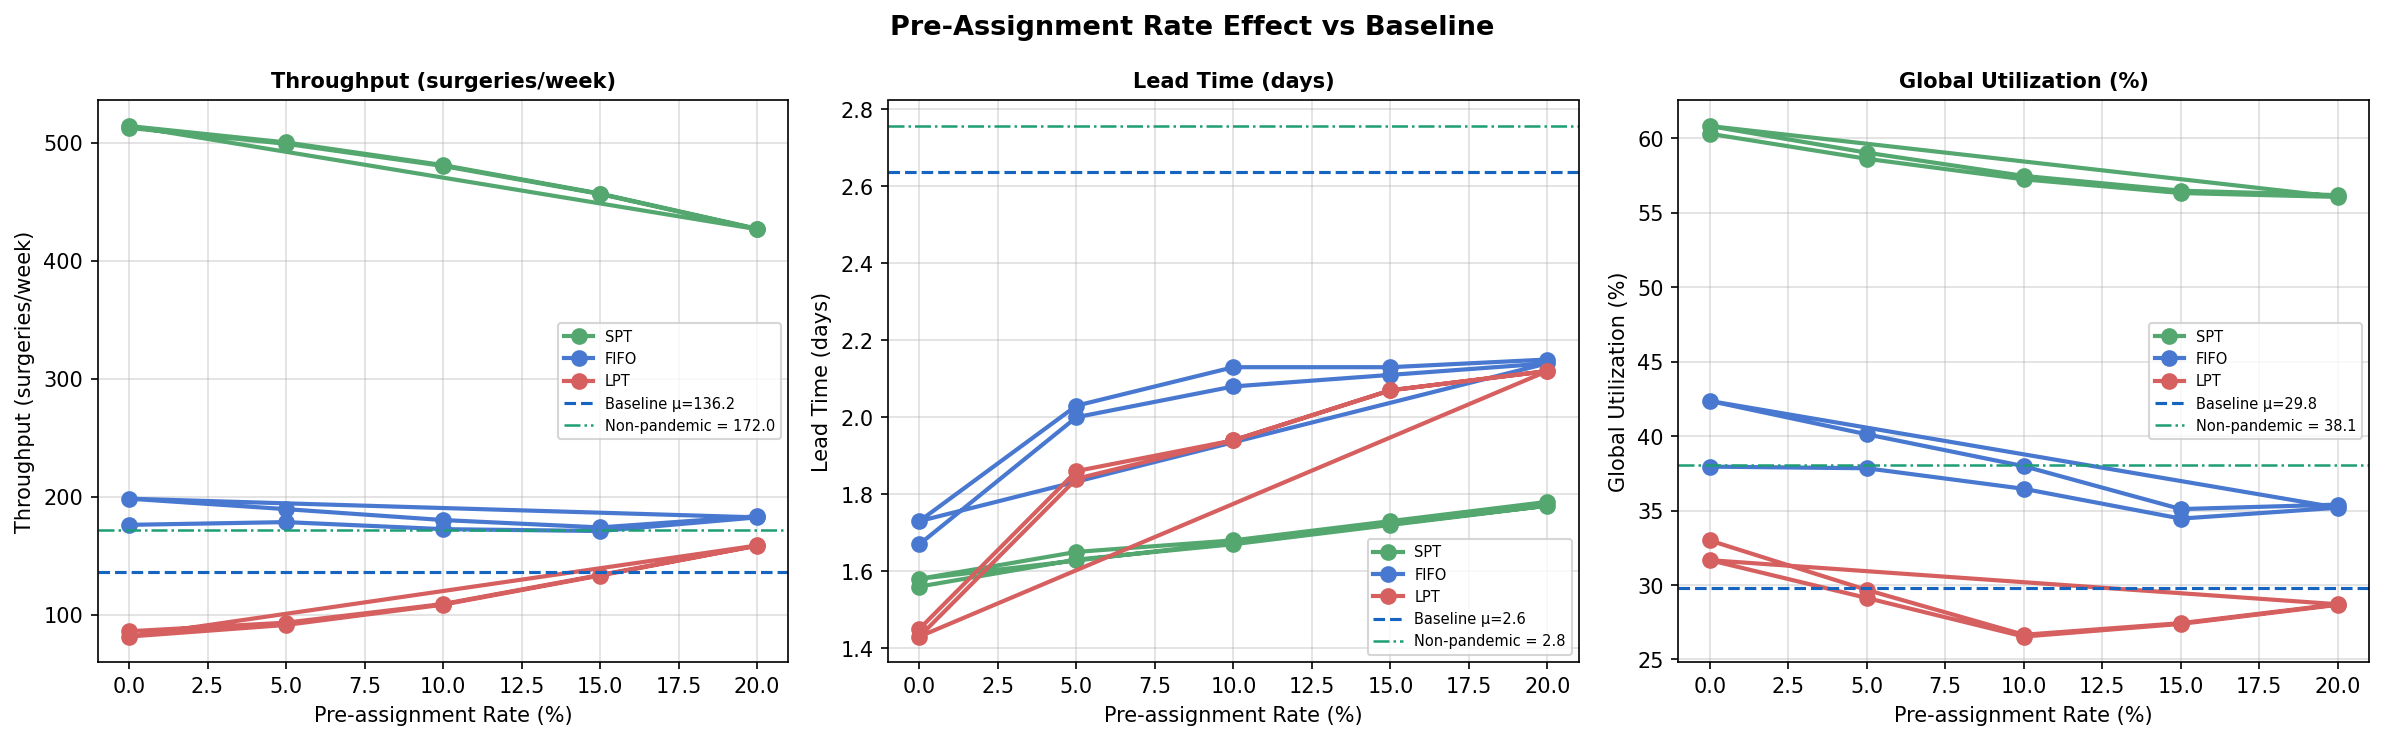 Pre-Assignment Rate Effect vs Baseline
Throughput (surgeries/week)
Throughput (surgeries/week)
500
400
300
200
100
SPT
FIFO
LPT
Baseline μ=136.2
Non-pandemic = 172.0
0.0 2.5 5.0 7.5 10.0 12.5 15.0 17.5 20.0
Pre-assignment Rate (%)
Lead Time (days)
Lead Time (days)
2.8
2.6
2.4
2.2
2.0
1.8
1.6
1.4
SPT
FIFO
LPT
Baseline μ=2.6
Non-pandemic = 2.8
0.0 2.5 5.0 7.5 10.0 12.5 15.0 17.5 20.0
Pre-assignment Rate (%)
Global Utilization (%)
Global Utilization (%)
60
55
50
45
40
35
30
25
SPT
FIFO
LPT
Baseline μ=29.8
Non-pandemic = 38.1
0.0 2.5 5.0 7.5 10.0 12.5 15.0 17.5 20.0
Pre-assignment Rate (%)